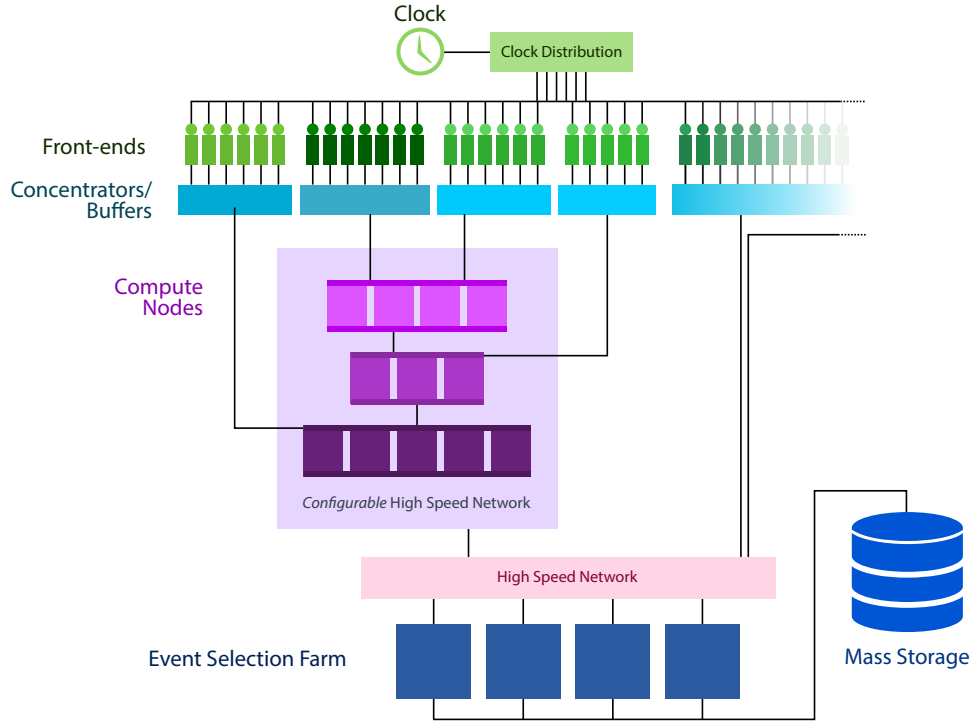 Clock
Clock Distribution
Front-ends
Concentrators/
Buffers
Compute
Nodes
Configurable High Speed Network
High Speed Network
Event Selection Farm
Mass Storage